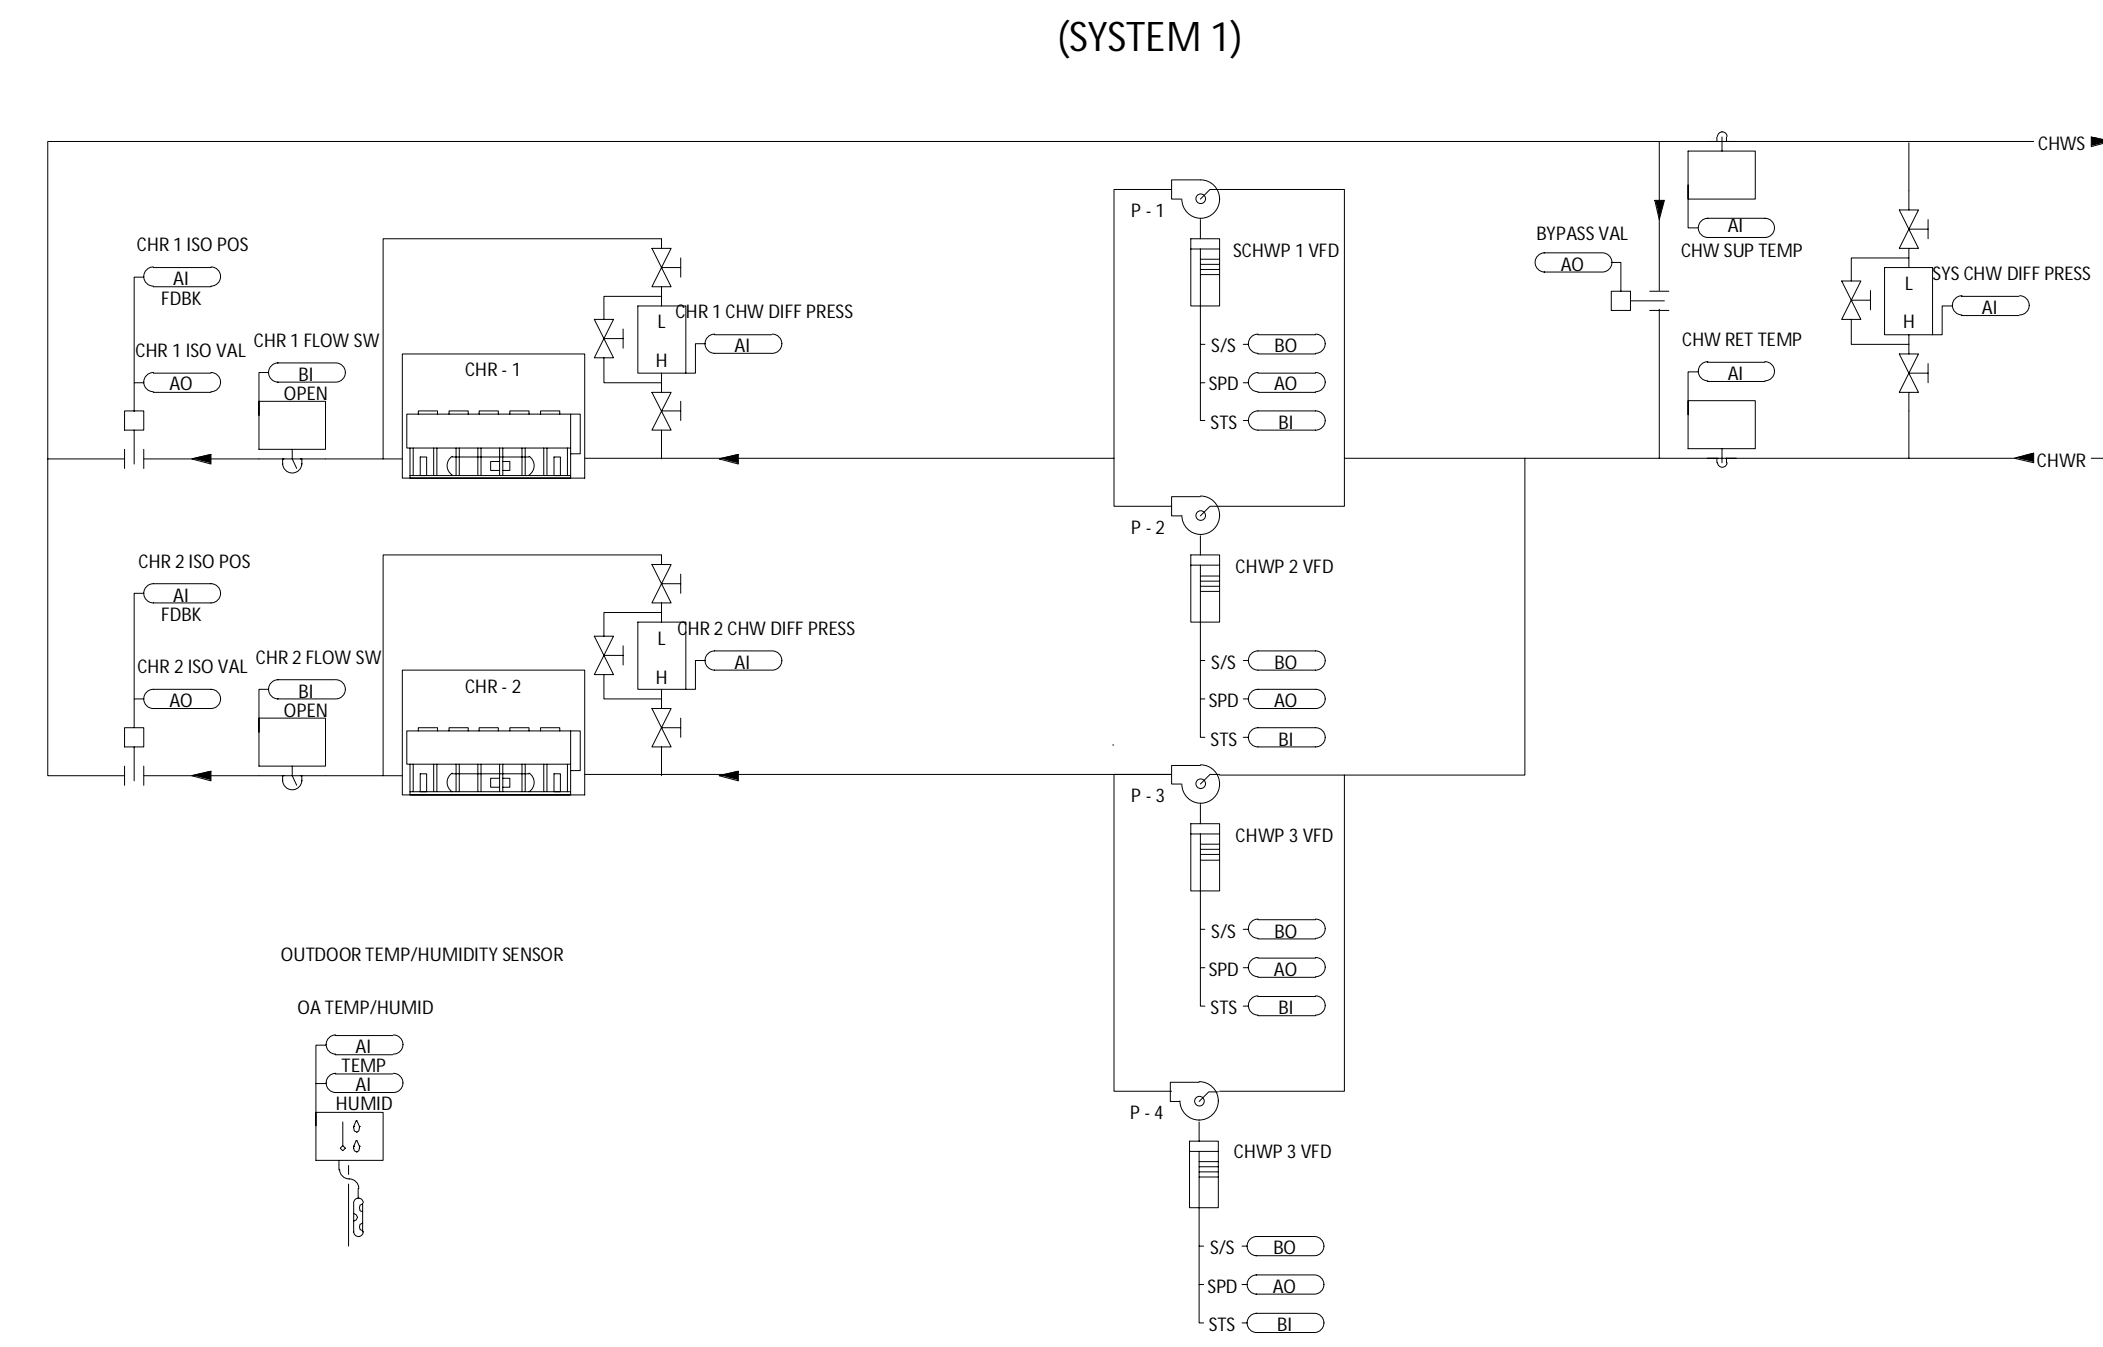 (SYSTEM 1)
CHWS
P - 1
SCHWP 1 VFD
S/S BO
SPD AO
STS BI
BYPASS VAL
AO
AI
CHW SUP TEMP
CHW RET TEMP
AI
SYS CHW DIFF PRESS
L
H
AI
CHWR
CHR 1 ISO POS
AI
FDBK
CHR 1 ISO VAL
AO
CHR 1 FLOW SW
BI
OPEN
CHR - 1
CHR 1 CHW DIFF PRESS
L
H
AI
P - 2
CHWP 2 VFD
S/S BO
SPD AO
STS BI
CHR 2 ISO POS
AI
FDBK
CHR 2 ISO VAL
AO
CHR 2 FLOW SW
BI
OPEN
CHR - 2
CHR 2 CHW DIFF PRESS
L
H
AI
P - 3
CHWP 3 VFD
S/S BO
SPD AO
STS BI
OUTDOOR TEMP/HUMIDITY SENSOR
OA TEMP/HUMID
AI
TEMP
AI
HUMID
P - 4
CHWP 3 VFD
S/S BO
SPD AO
STS BI